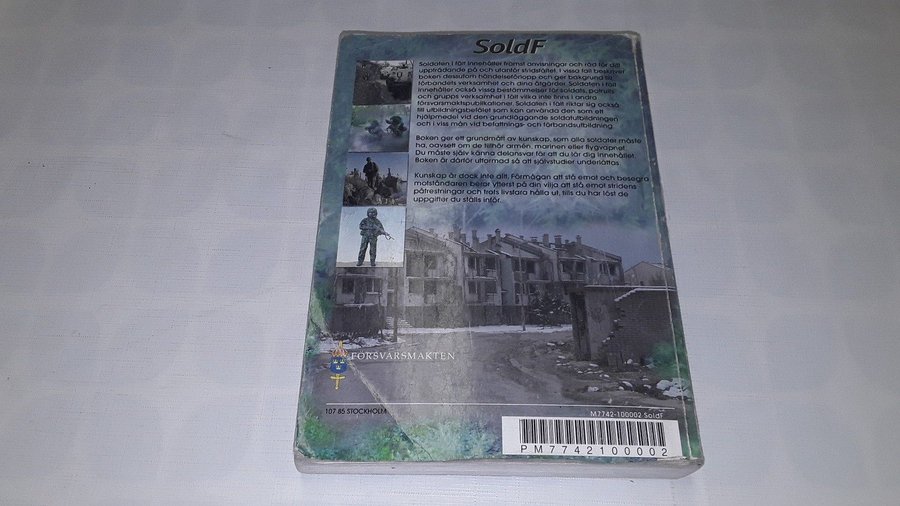 SoldF
Soldaten i fält innehåller främst anvisningar och råd för ditt
uppträdande på och utanför stridsfältet. I vissa fall beskriver
boken dessutom händelseförlopp och ger bakgrund till
förbandets verksamhet och dina åtgärder. Soldaten i fält
innehåller också vissa bestämmelser för soldats, patrulls
och grupps verksamhet i fält vilka inte finns i andra
försvarsmaktspublikationer. Soldaten i fält riktar sig också
till utbildningsbefälet som kan använda den som ett
hjälpmedel vid den grundläggande soldatutbildningen
och i viss mån vid befattnings- och förbandsutbildning.
Boken ger ett grundmått av kunskap, som alla soldater måste
ha, oavsett om de tillhör armén, marinen eller flygvapnet.
Du måste själv känna delansvar för att du lär dig innehållet.
Boken är därför utformad så att självstudier underlättas.
Kunskap är dock inte allt. Förmågan att stå emot och besegra
motståndaren beror ytterst på din vilja att stå emot stridens
påfrestningar och trots livsfara hålla ut, tills du har löst de
uppgifter du ställs inför.
FÖRSVARSMAKTEN
107 85 STOCKHOLM
M7742-100002 SoldF
PM7742100002